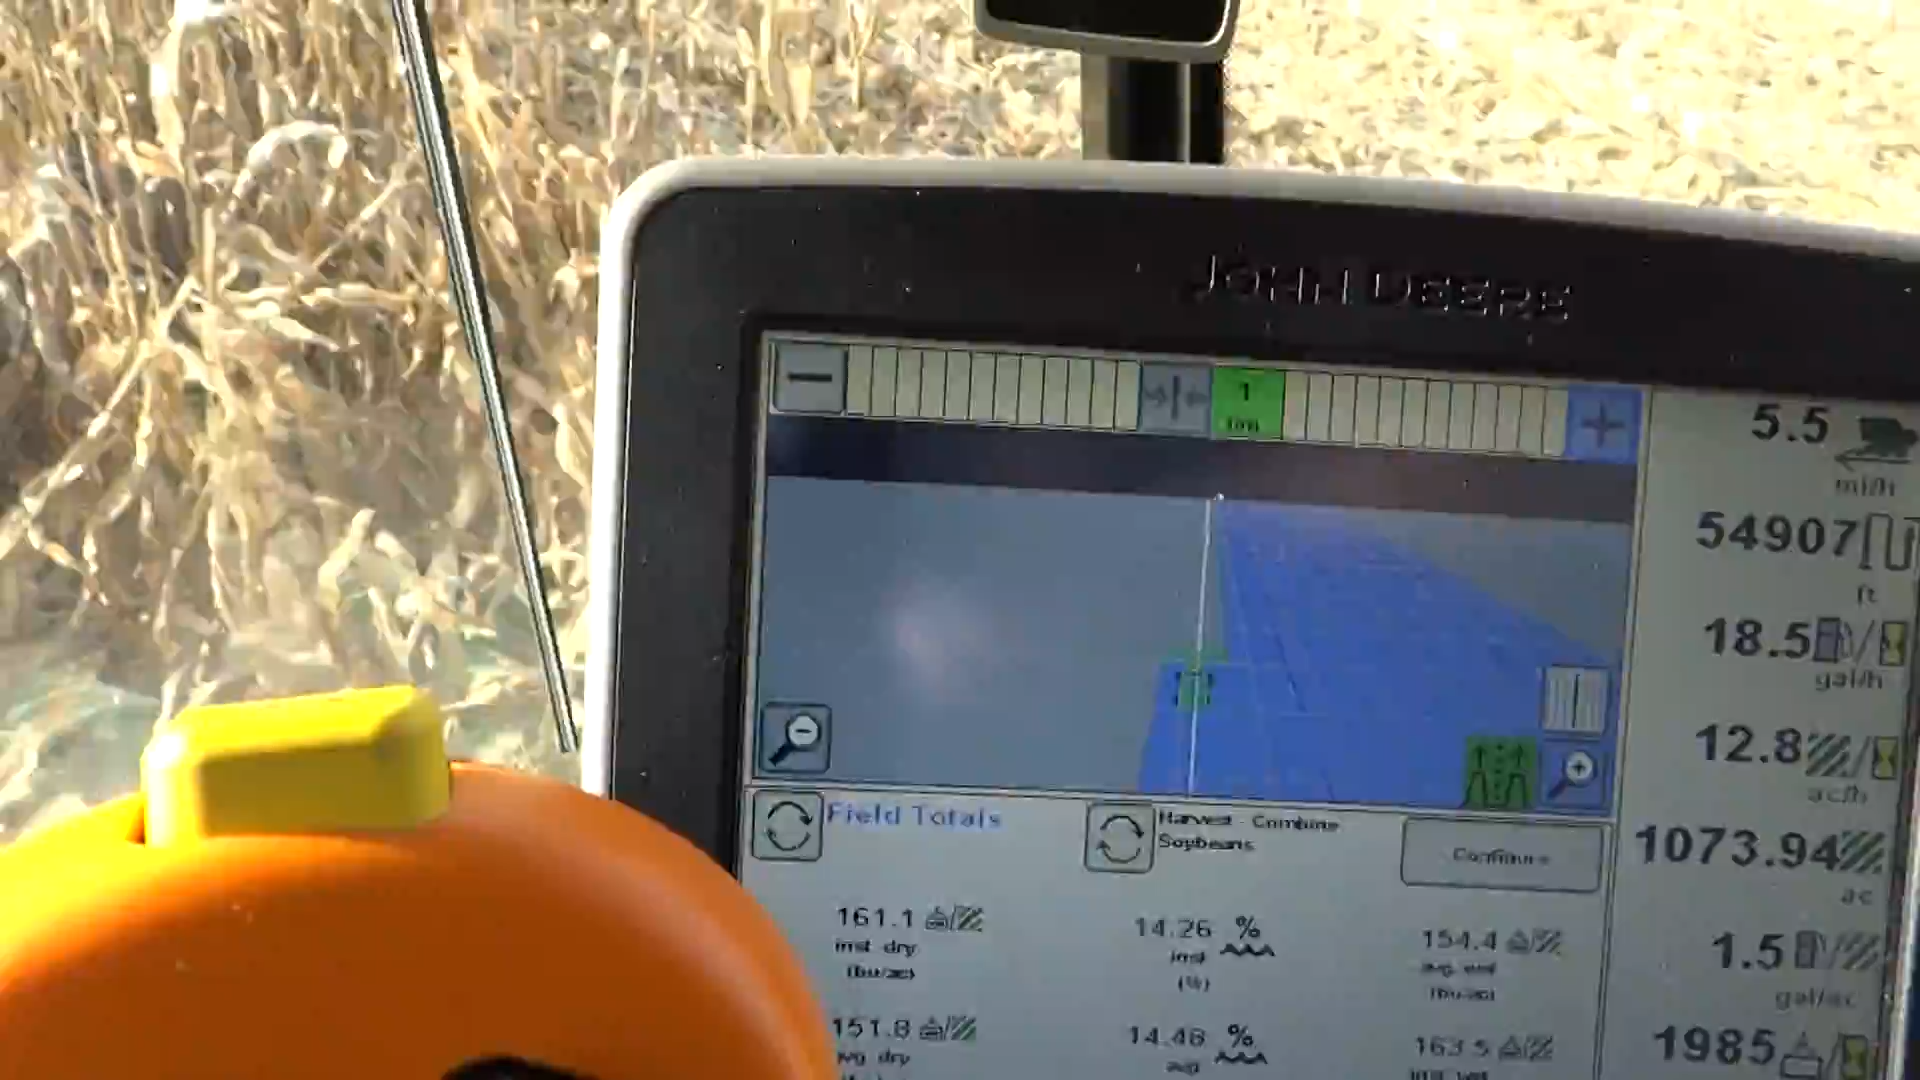 JOHN DEERE
1
5.5
mi/h
54907
ft
18.5
gal/h
12.8
ac/h
1073.94
ac
1.5
gal/ac
1985
Field Totals
Harvest - Combine
Soybeans
Configure
161.1
inst dry
(bu/ac)
14.26 %
inst
(%)
154.4
avg wet
(bu/ac)
151.8
avg dry
14.48 %
avg
163.5
inst wet